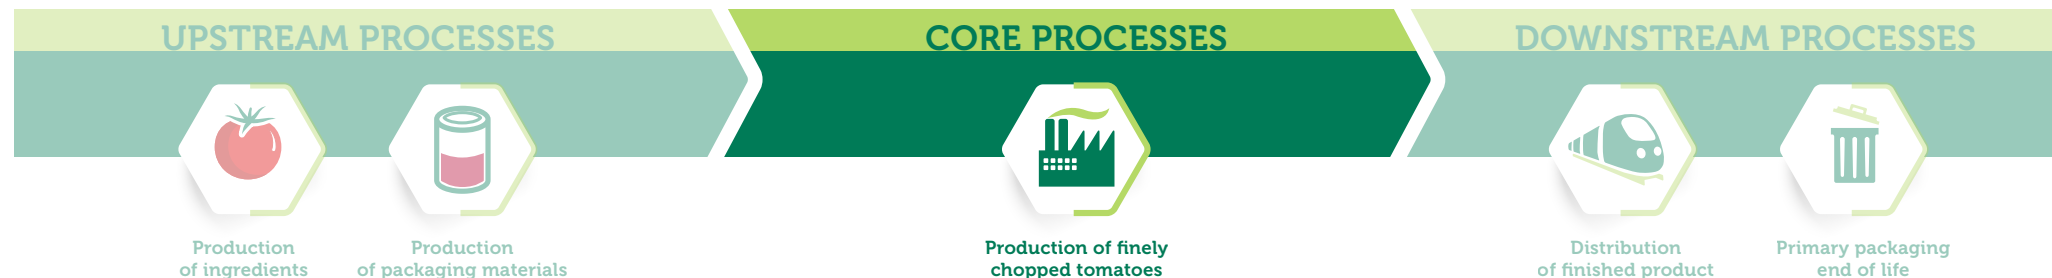 UPSTREAM PROCESSES
CORE PROCESSES
DOWNSTREAM PROCESSES
Production
of ingredients
Production
of packaging materials
Production of finely
chopped tomatoes
Distribution
of finished product
Primary packaging
end of life